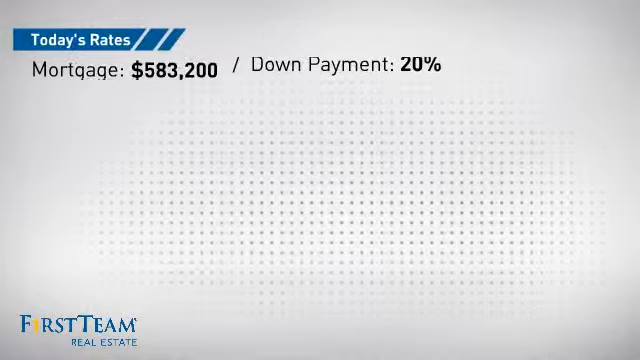 Today's Rates
Mortgage: $583,200 / Down Payment: 20%
FIRSTTEAM®
REAL ESTATE